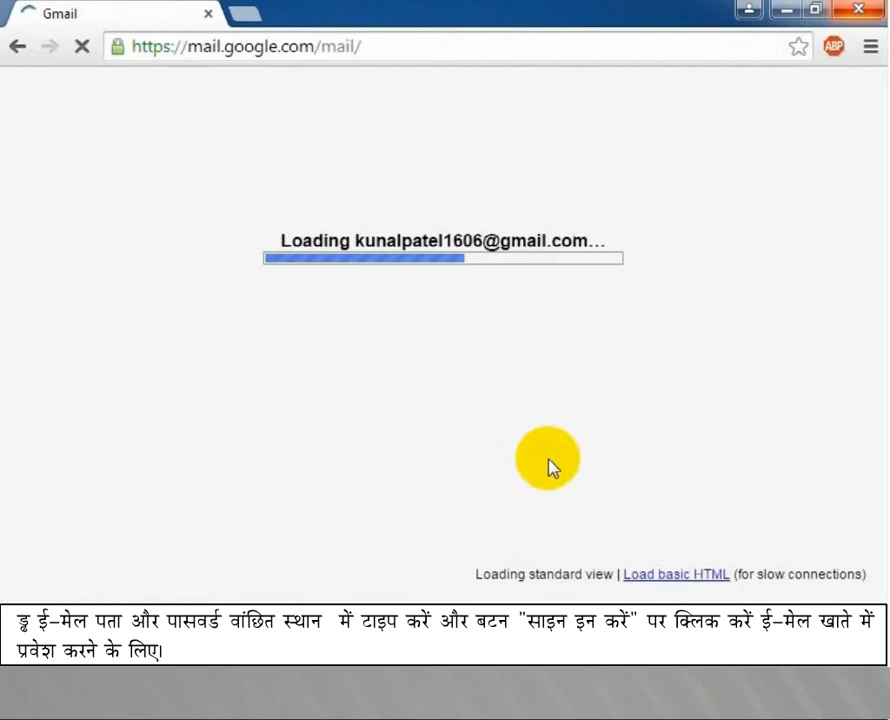 Gmail
https://mail.google.com/mail/
ABP
Loading kunalpatel1606@gmail.com...
Loading standard view | Load basic HTML (for slow connections)
ड्ढ ई-मेल पता और पासवर्ड वांछित स्थान में टाइप करें और बटन "साइन इन करें" पर क्लिक करें ई-मेल खाते में
प्रवेश करने के लिए।